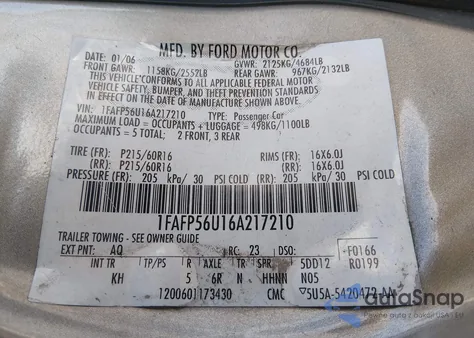 MFD. BY FORD MOTOR CO.
DATE: 01/06 GVWR: 2125KG/4684LB
FRONT GAWR: 1158KG/2552LB REAR GAWR: 967KG/2132LB
THIS VEHICLE CONFORMS TO ALL APPLICABLE FEDERAL MOTOR VEHICLE
SAFETY, BUMPER, AND THEFT PREVENTION STANDARDS
IN EFFECT ON THE DATE OF MANUFACTURE SHOWN ABOVE.
VIN: 1FAFP56U16A217210 TYPE: Passenger Car
MAXIMUM LOAD = OCCUPANTS + LUGGAGE = 498KG/1100LB
OCCUPANTS = 5 TOTAL: 2 FRONT, 3 REAR
TIRE (FR): P215/60R16 RIMS (FR): 16X6.0J
(RR): P215/60R16 (RR): 16X6.0J
PRESSURE (FR): 205 kPa/ 30 PSI COLD (RR): 205 kPa/ 30 PSI COLD
1FAFP56U16A217210
TRAILER TOWING - SEE OWNER GUIDE
EXT PNT: AQ RC: 23 DSO: F0166
INT TR TP/PS R AXLE TR SPR 5DD12 R0199
KH 5 6R N HHNN N05
1200601173430 CMC 5U5A-5420472-AA
autoSnap